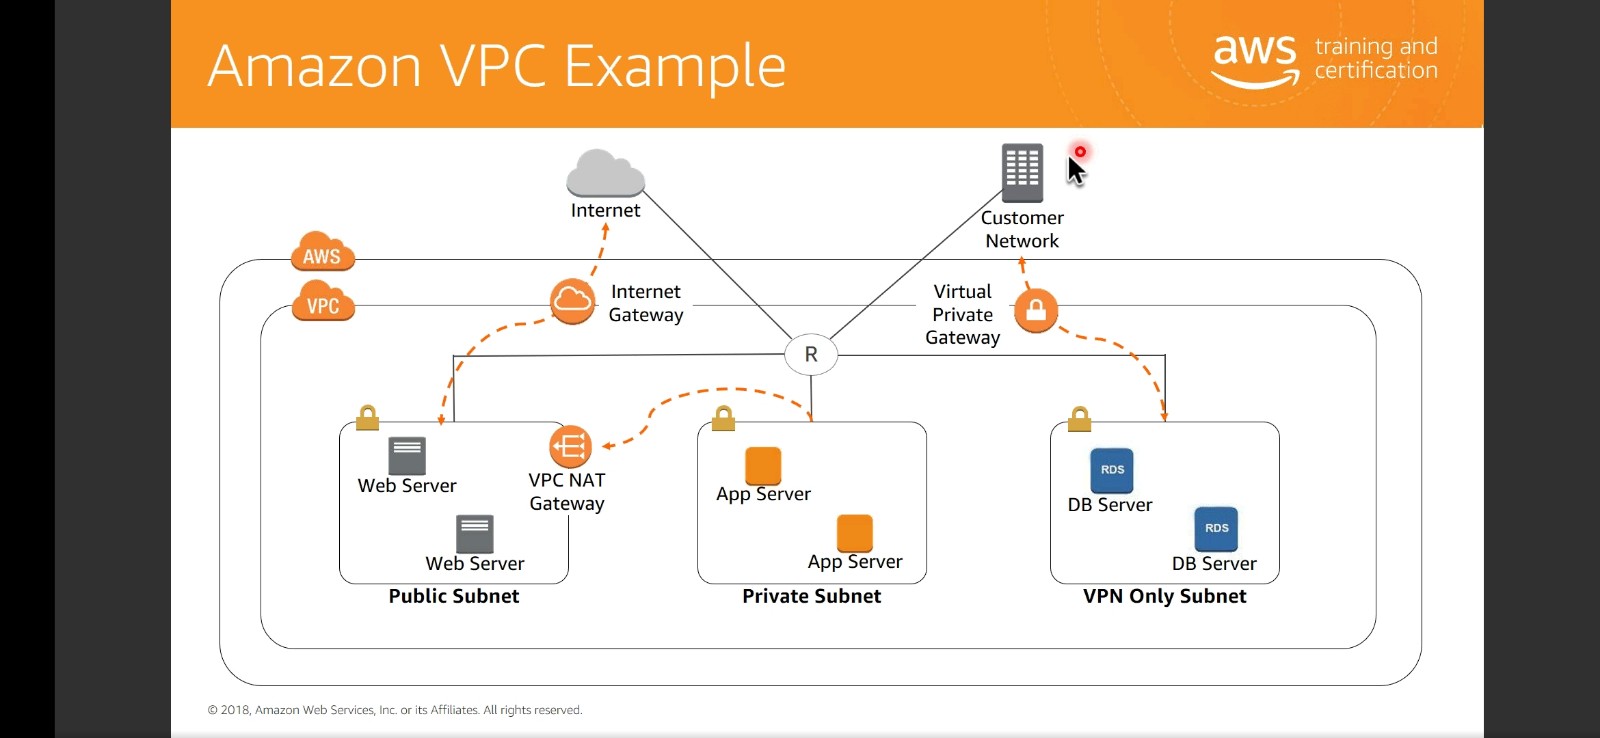 Amazon VPC Example
aws training and
certification
Internet
Customer
Network
AWS
VPC
Internet
Gateway
Virtual
Private
Gateway
R
Web Server
VPC NAT
Gateway
Web Server
Public Subnet
App Server
App Server
Private Subnet
RDS
DB Server
RDS
DB Server
VPN Only Subnet
© 2018, Amazon Web Services, Inc. or its Affiliates. All rights reserved.